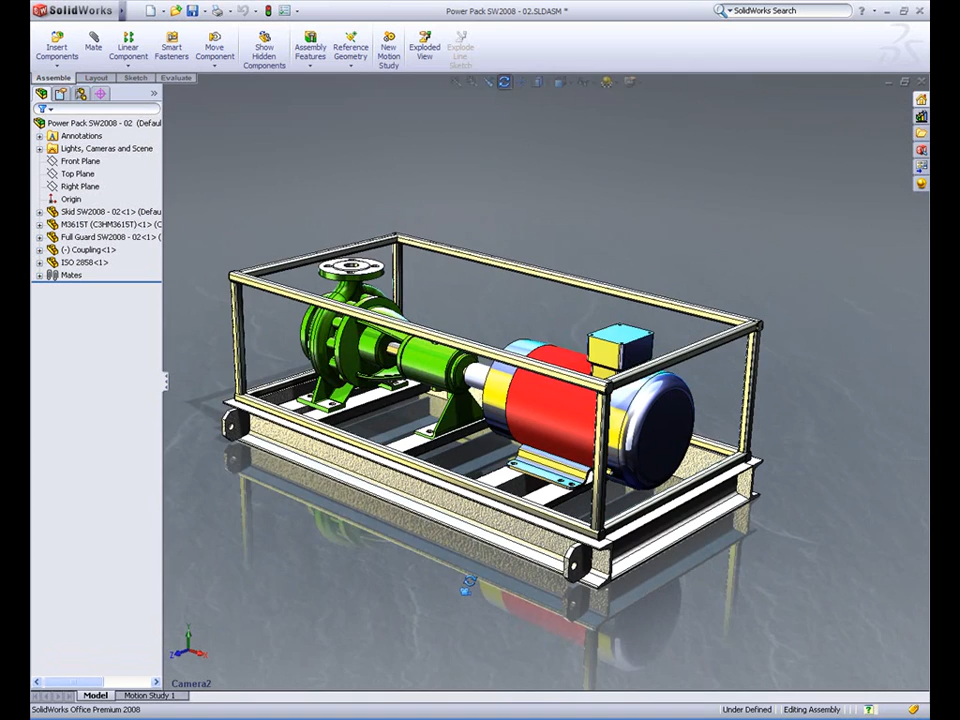 SolidWorks
Power Pack SW2008 - 02.SLDASM *
SolidWorks Search
Insert Components
Mate
Linear Component
Smart Fasteners
Move Component
Show Hidden Components
Assembly Features
Reference Geometry
New Motion Study
Exploded View
Explode Line Sketch
Assemble
Layout
Sketch
Evaluate
Power Pack SW2008 - 02 (Defaul
Annotations
Lights, Cameras and Scene
Front Plane
Top Plane
Right Plane
Origin
Skid SW2008 - 02<1> (Defau
M3615T (C3HM3615T)<1> (C
Full Guard SW2008 - 02<1> (
(-) Coupling<1>
ISO 2858<1>
Mates
Y
Z
X
Camera2
Model
Motion Study 1
SolidWorks Office Premium 2008
Under Defined
Editing Assembly